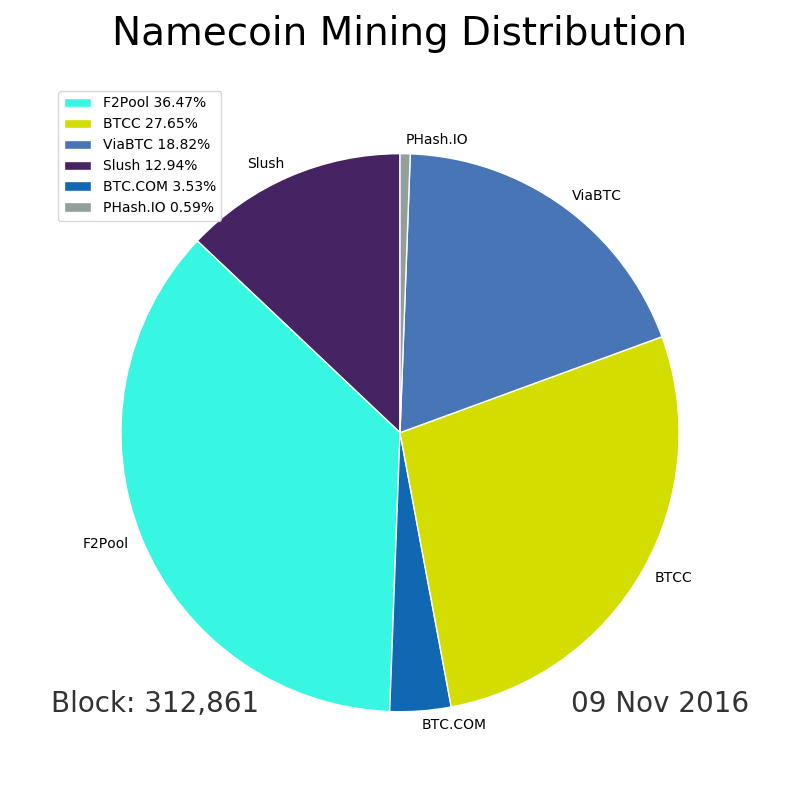 Namecoin Mining Distribution
F2Pool 36.47%
BTCC 27.65%
ViaBTC 18.82%
Slush 12.94%
BTC.COM 3.53%
PHash.IO 0.59%
PHash.IO
Slush
ViaBTC
F2Pool
BTCC
BTC.COM
Block: 312,861
09 Nov 2016